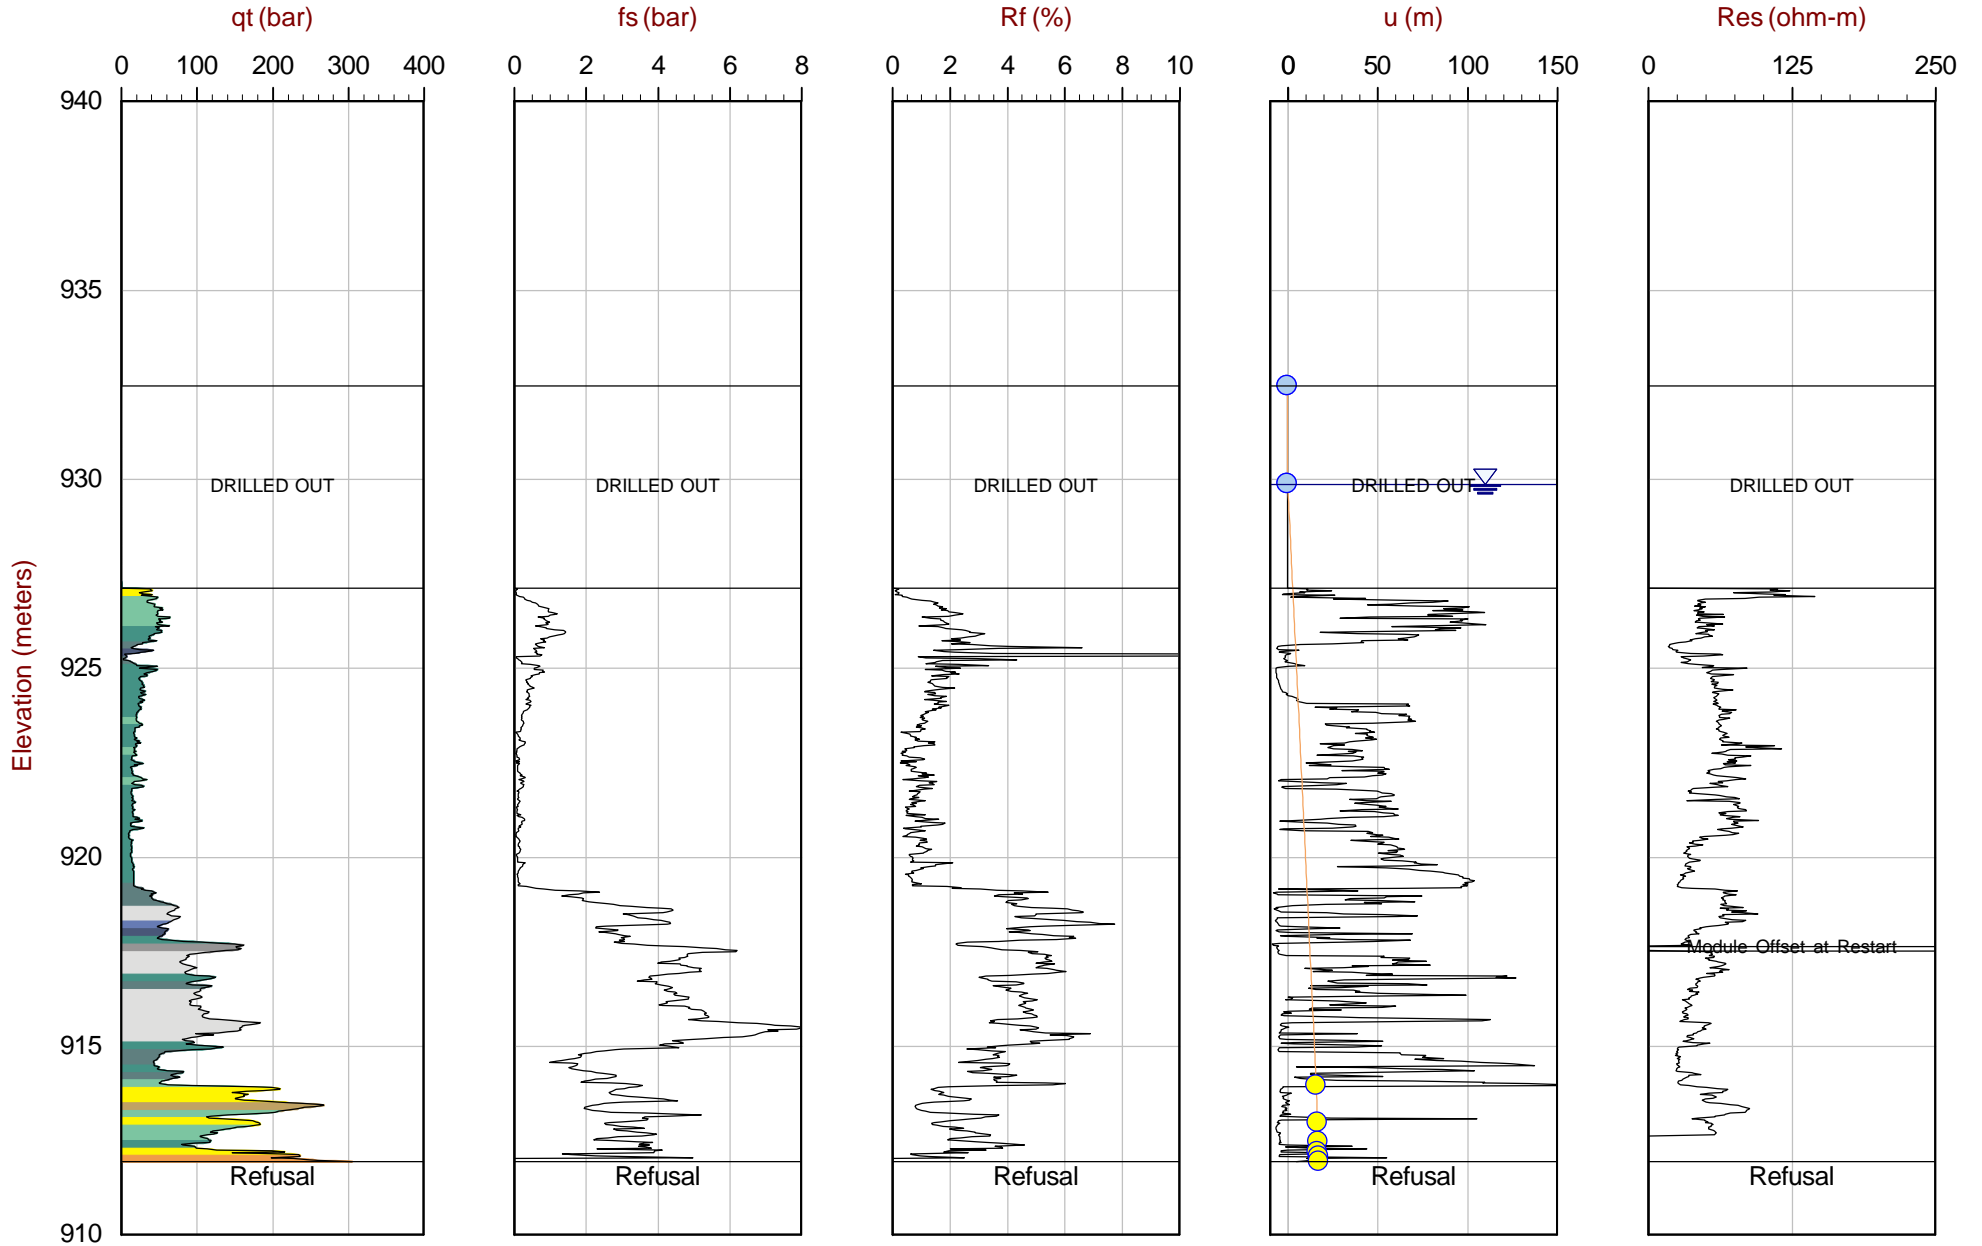 qt (bar) fs (bar) Rf (%) u (m) Res (ohm-m)
0 100 200 300 400 0 2 4 6 8 0 2 4 6 8 10 0 50 100 150 0 125 250
940
935
930
DRILLED OUT DRILLED OUT DRILLED OUT DRILLED OUT DRILLED OUT
Elevation (meters)
925
920
Module Offset at Restart
915
Refusal Refusal Refusal Refusal Refusal
910